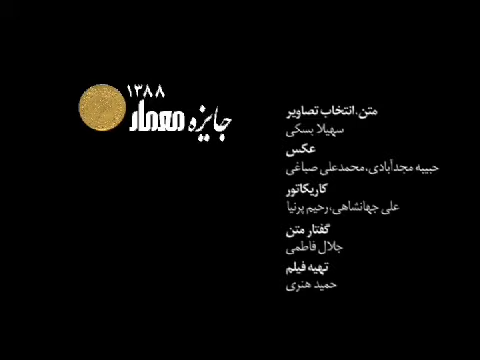 ۱۳۸۸
جایزه معمار
متن، انتخاب تصاویر
سهیلا بسکی
عکس
حبیبه مجدآبادی، محمدعلی صباغی
کاریکاتور
علی جهانشاهی، رحیم پرنیا
گفتار متن
جلال فاطمی
تهیه فیلم
حمید هنری